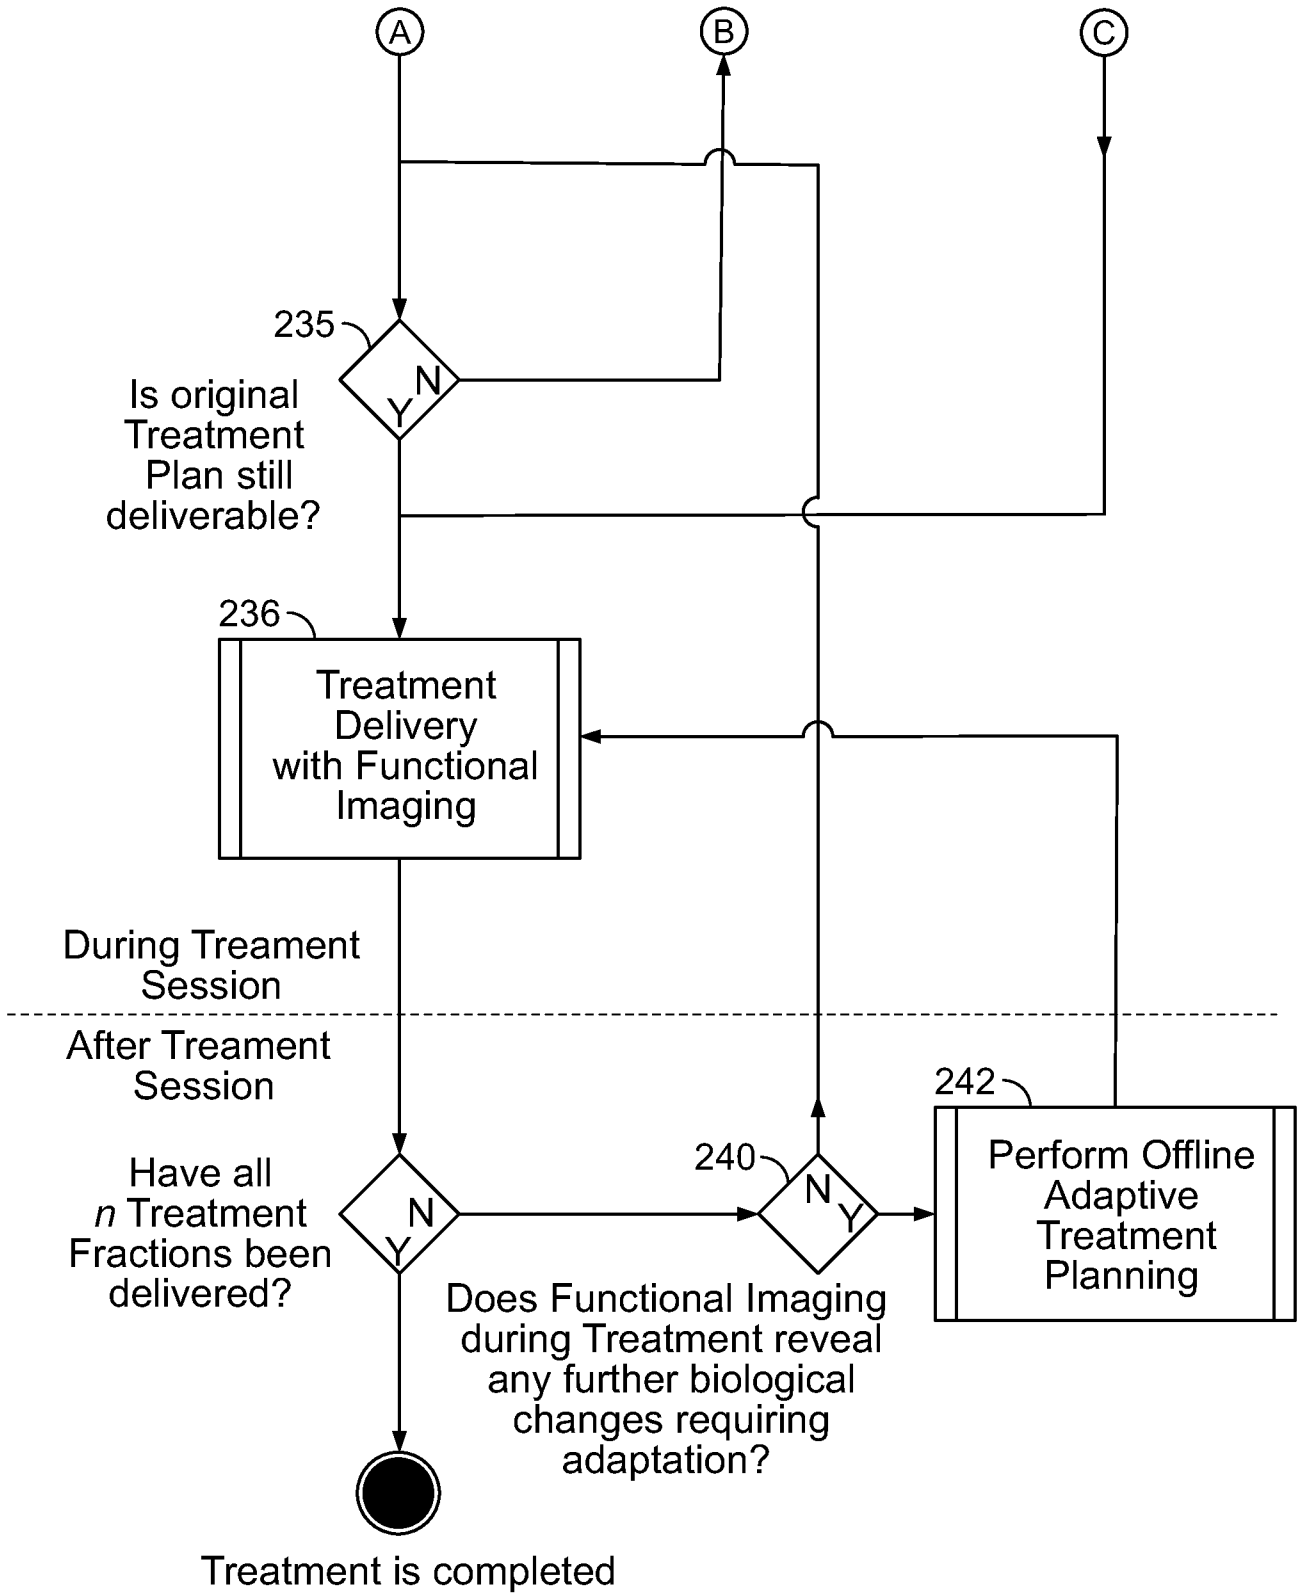 A
B
C
235
N
Y
Is original
Treatment
Plan still
deliverable?
236
Treatment
Delivery
with Functional
Imaging
During Treament
Session
After Treament
Session
242
Perform Offline
Adaptive
Treatment
Planning
240
N
Y
Have all
n Treatment
Fractions been
delivered?
N
Y
Does Functional Imaging
during Treatment reveal
any further biological
changes requiring
adaptation?
Treatment is completed